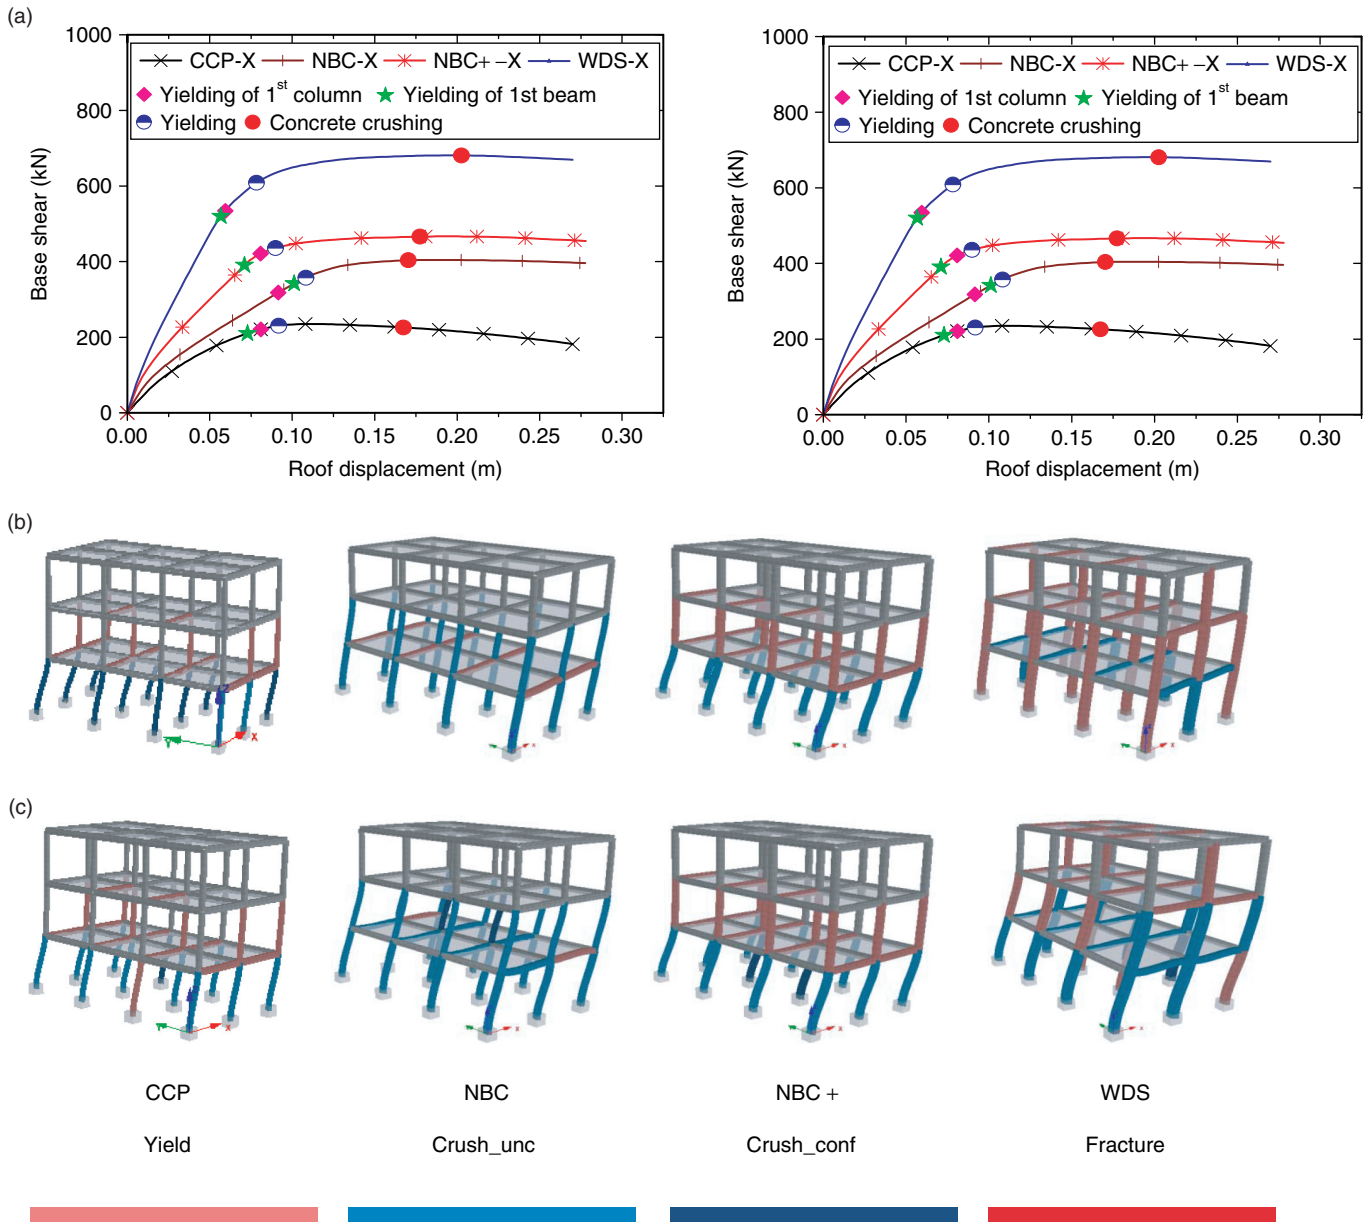 (a)
1000
800
600
400
200
0
Base shear (kN)
CCP-X NBC-X NBC+ −X WDS-X
Yielding of 1st column Yielding of 1st beam
Yielding Concrete crushing
0.00 0.05 0.10 0.15 0.20 0.25 0.30
Roof displacement (m)
1000
800
600
400
200
0
Base shear (kN)
CCP-X NBC-X NBC+ −X WDS-X
Yielding of 1st column Yielding of 1st beam
Yielding Concrete crushing
0.00 0.05 0.10 0.15 0.20 0.25 0.30
Roof displacement (m)
(b)
(c)
CCP NBC NBC + WDS
Yield Crush_unc Crush_conf Fracture